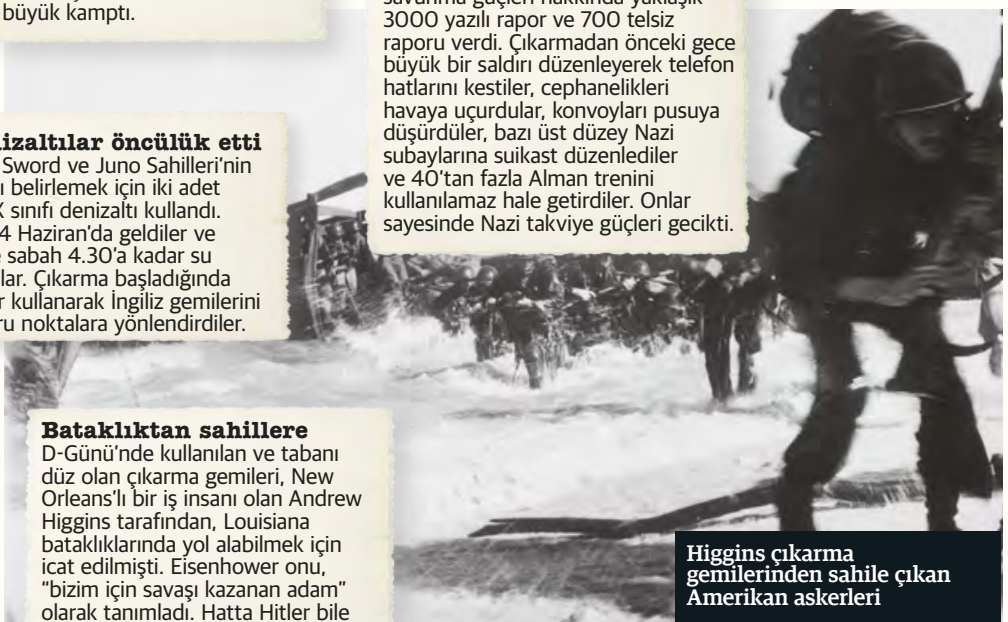 büyük kamptı.
Sword ve Juno Sahilleri'nin
belirlemek için iki adet
sınıfı denizaltı kullandı.
4 Haziran'da geldiler ve
sabah 4.30'a kadar su
Çıkarma başladığında
kullanarak İngiliz gemilerini
noktalara yönlendirdiler.
Bataklıktan sahillere
D-Günü'nde kullanılan ve tabanı
düz olan çıkarma gemileri, New
Orleans'lı bir iş insanı olan Andrew
Higgins tarafından, Louisiana
bataklıklarında yol alabilmek için
icat edilmişti. Eisenhower onu,
"bizim için savaşı kazanan adam"
olarak tanımladı. Hatta Hitler bile
savunma güçleri hakkında yaklaşık
3000 yazılı rapor ve 700 telsiz
raporu verdi. Çıkarmadan önceki gece
büyük bir saldırı düzenleyerek telefon
hatlarını kestiler, cephanelikleri
havaya uçurdular, konvoyları pusuya
düşürdüler, bazı üst düzey Nazi
subaylarına suikast düzenlediler
ve 40'tan fazla Alman trenini
kullanılamaz hale getirdiler. Onlar
sayesinde Nazi takviye güçleri gecikti.
Higgins çıkarma
gemilerinden sahile çıkan
Amerikan askerleri